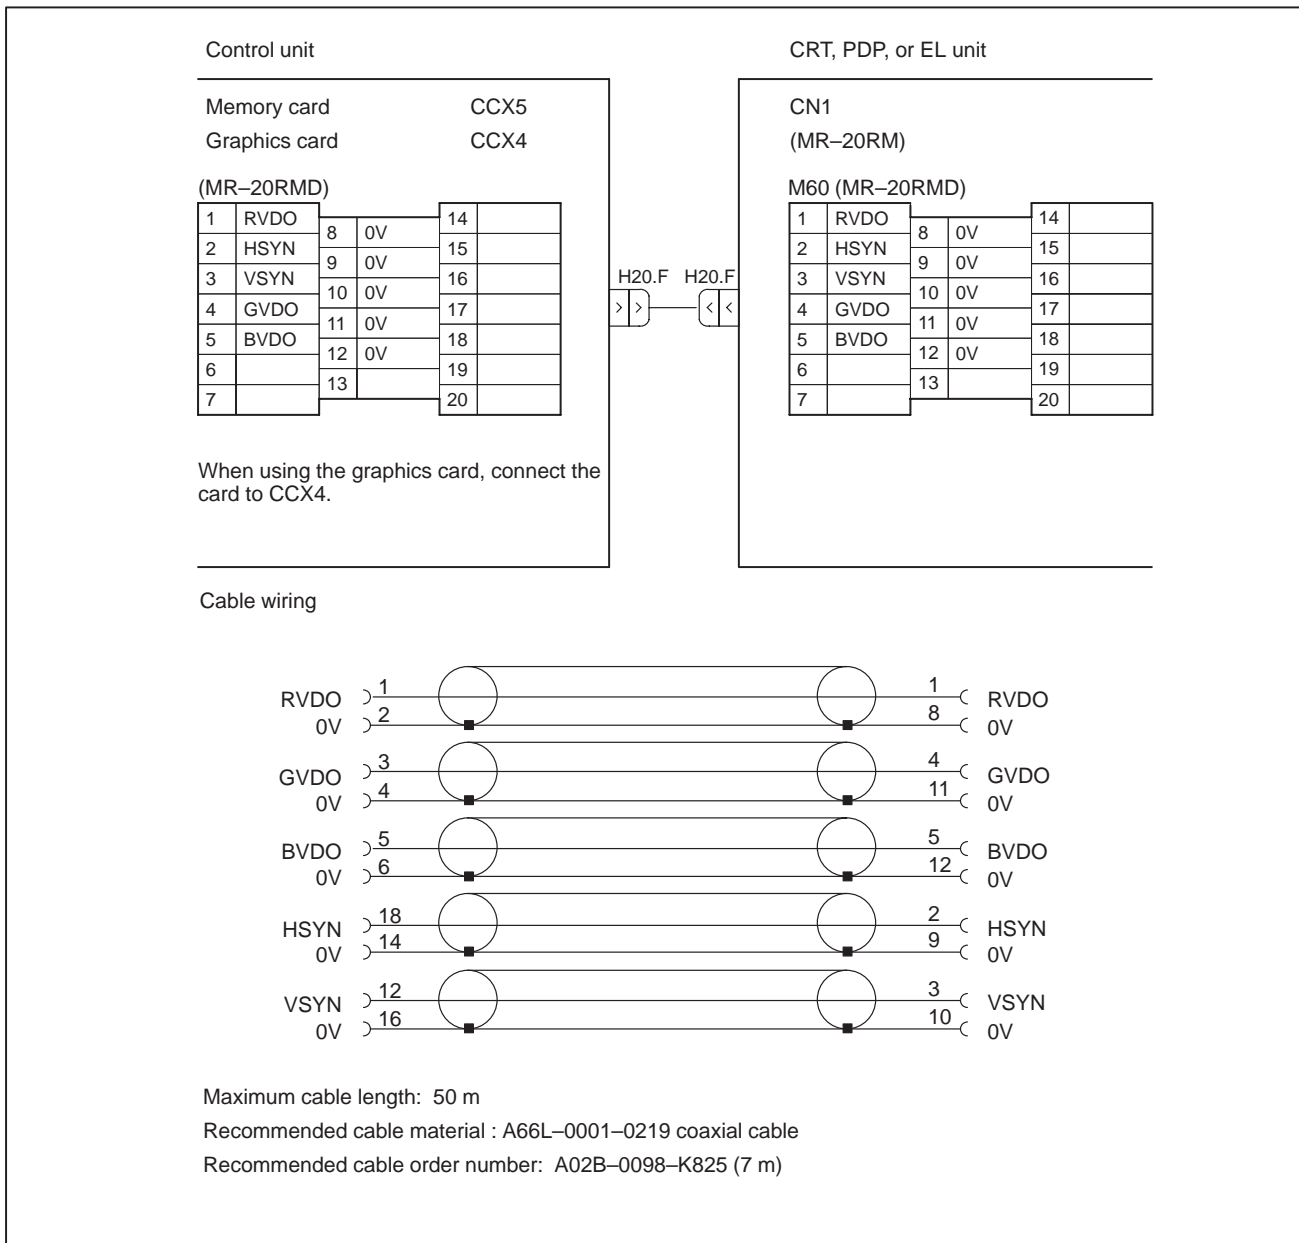 Control unit
CRT, PDP, or EL unit
Memory card CCX5
Graphics card CCX4
(MR–20RMD)
1 RVDO
2 HSYN
3 VSYN
4 GVDO
5 BVDO
6
7
8 0V
9 0V
10 0V
11 0V
12 0V
13
14
15
16
17
18
19
20
When using the graphics card, connect the
card to CCX4.
H20.F H20.F
CN1
(MR–20RM)
M60 (MR–20RMD)
1 RVDO
2 HSYN
3 VSYN
4 GVDO
5 BVDO
6
7
8 0V
9 0V
10 0V
11 0V
12 0V
13
14
15
16
17
18
19
20
Cable wiring
RVDO 1 1 RVDO
0V 2 8 0V
GVDO 3 4 GVDO
0V 4 11 0V
BVDO 5 5 BVDO
0V 6 12 0V
HSYN 18 2 HSYN
0V 14 9 0V
VSYN 12 3 VSYN
0V 16 10 0V
Maximum cable length: 50 m
Recommended cable material : A66L–0001–0219 coaxial cable
Recommended cable order number: A02B–0098–K825 (7 m)